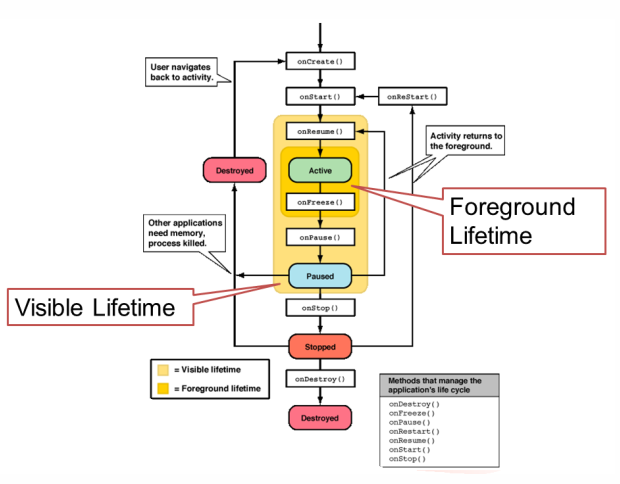 onCreate()
User navigates
back to activity.
onStart()
onReStart()
onResume()
Activity returns to
the foreground.
Destroyed
Active
onFreeze()
Foreground
Lifetime
Other applications
need memory,
process killed.
onPause()
Paused
Visible Lifetime
onStop()
Stopped
= Visible lifetime
= Foreground lifetime
onDestroy()
Destroyed
Methods that manage the
application's life cycle
onDestroy()
onFreeze()
onPause()
onRestart()
onResume()
onStart()
onStop()